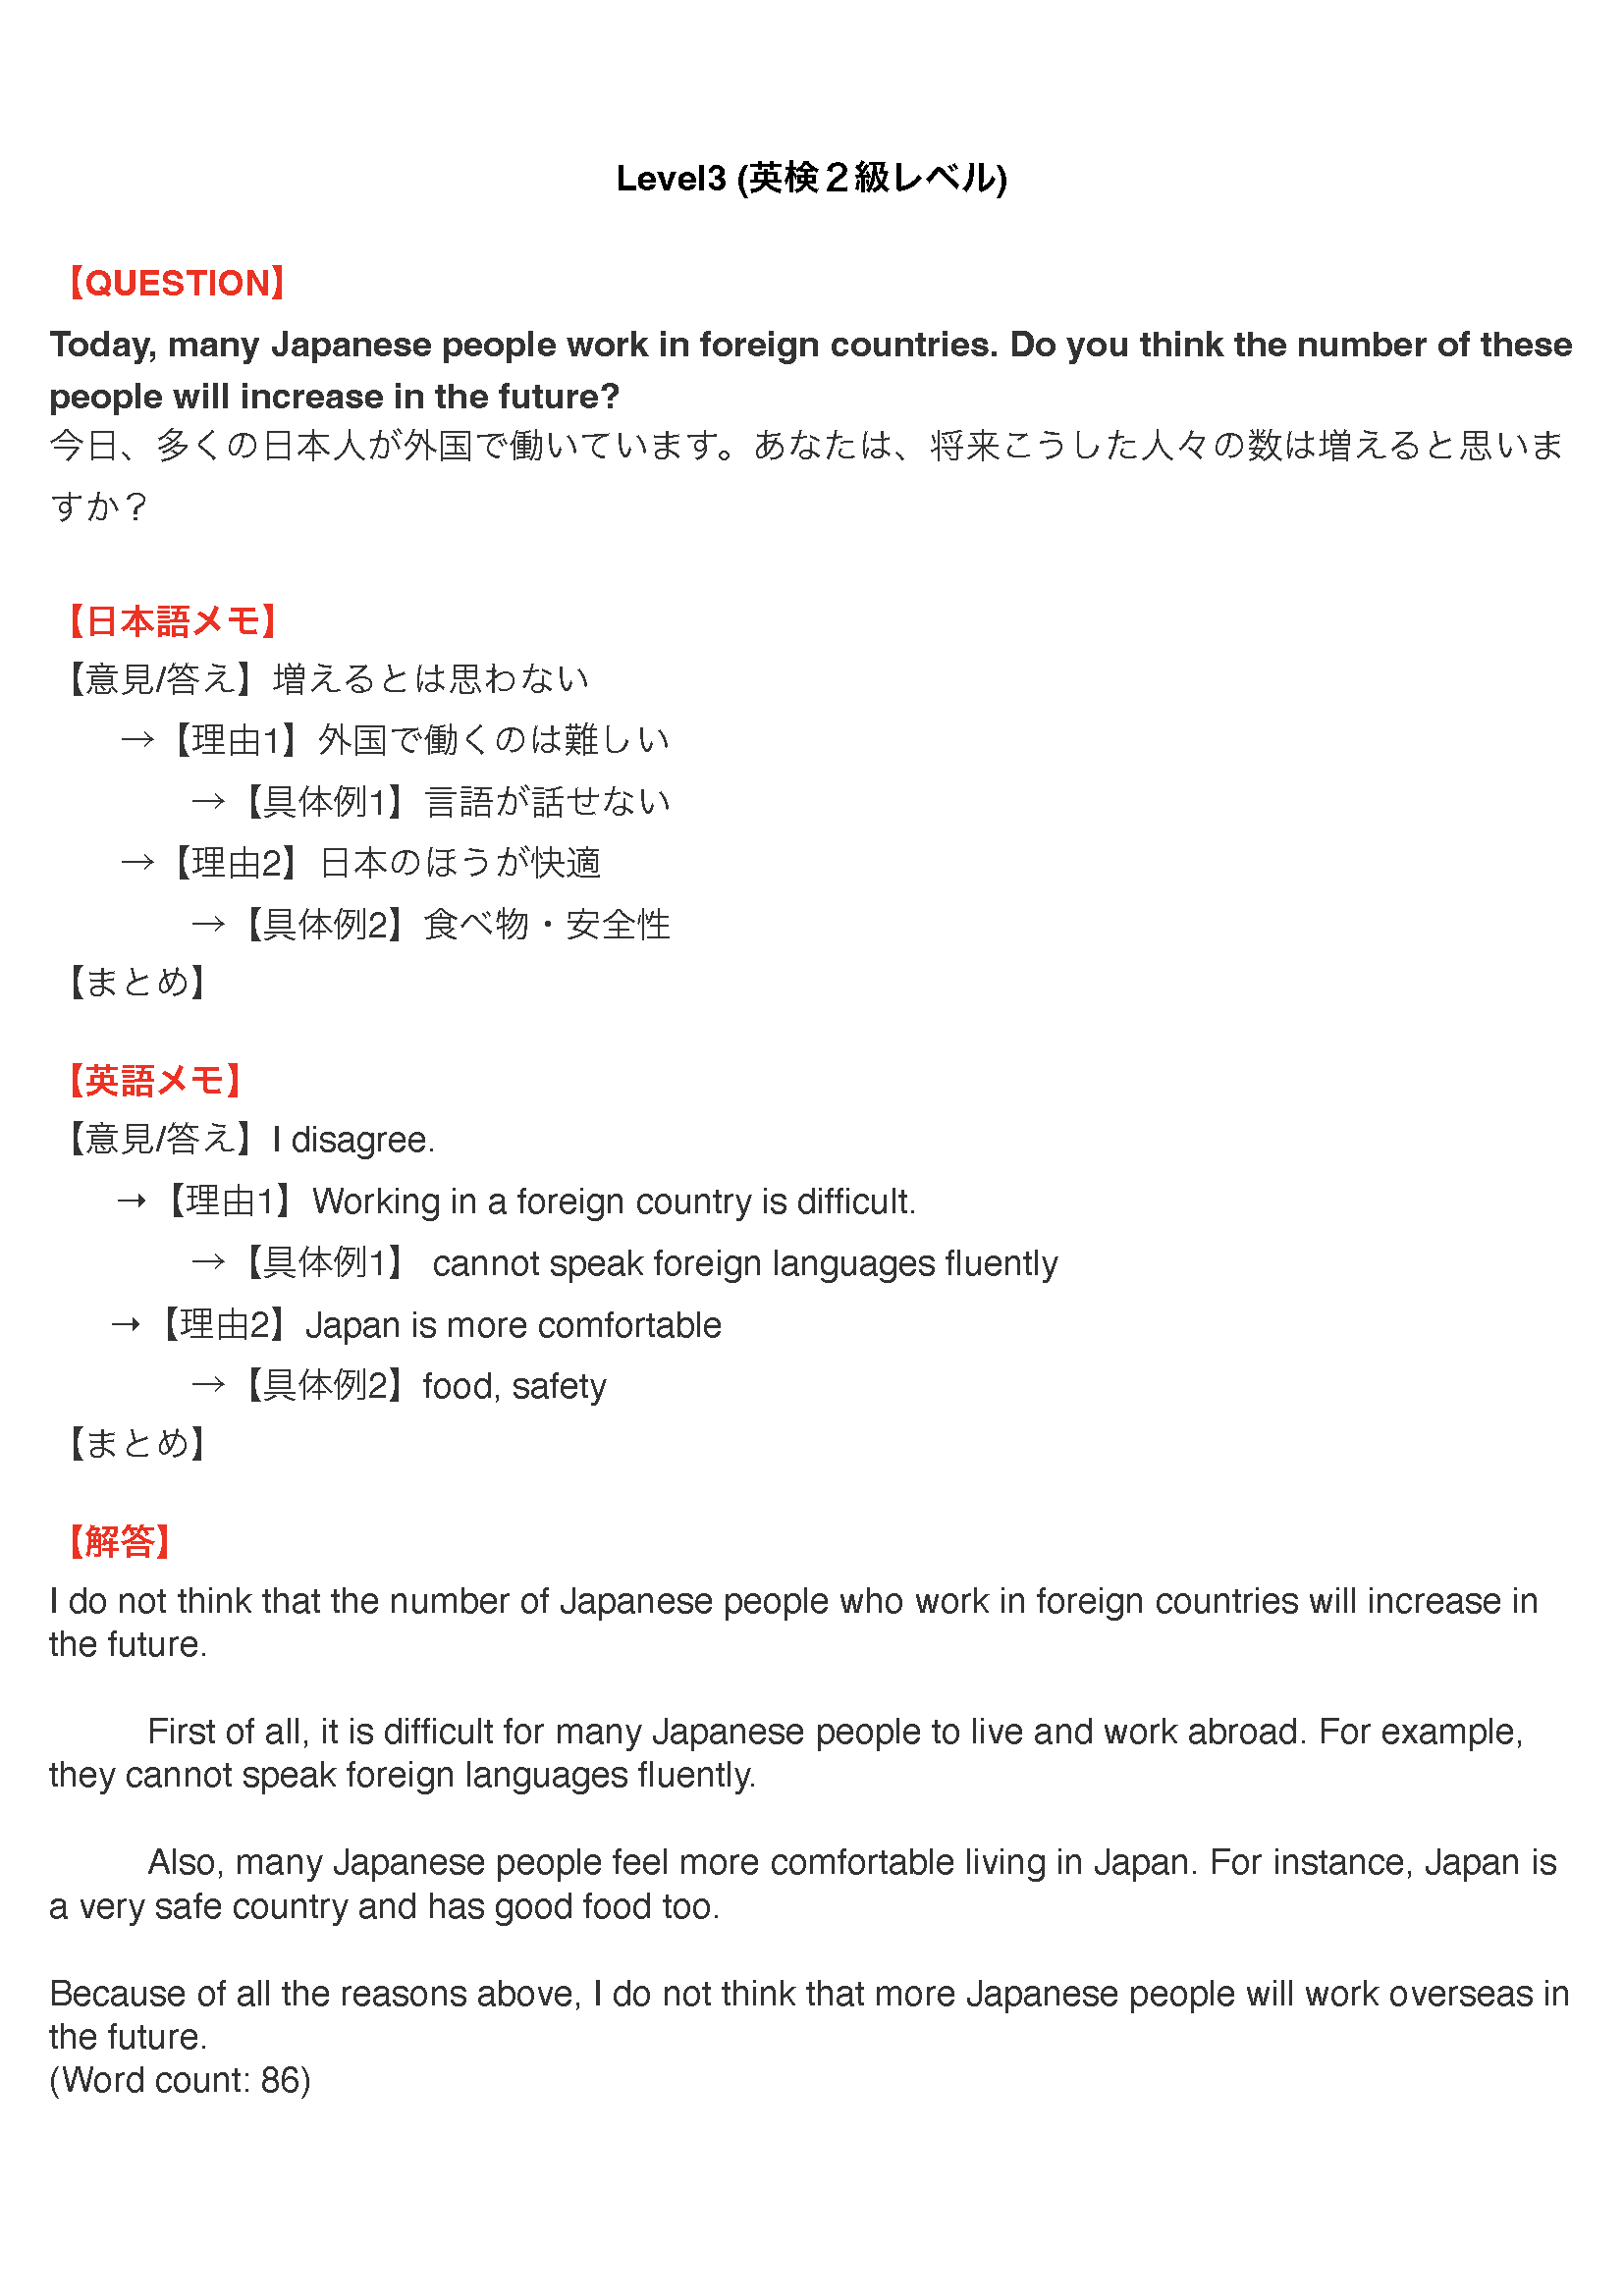 Level3 (英検２級レベル)
【QUESTION】
Today, many Japanese people work in foreign countries. Do you think the number of these
people will increase in the future?
今日、多くの日本人が外国で働いています。あなたは、将来こうした人々の数は増えると思いま
すか？
【日本語メモ】
【意見/答え】増えるとは思わない
→【理由1】外国で働くのは難しい
→【具体例1】言語が話せない
→【理由2】日本のほうが快適
→【具体例2】食べ物・安全性
【まとめ】
【英語メモ】
【意見/答え】I disagree.
→【理由1】Working in a foreign country is difficult.
→【具体例1】 cannot speak foreign languages fluently
→【理由2】Japan is more comfortable
→【具体例2】food, safety
【まとめ】
【解答】
I do not think that the number of Japanese people who work in foreign countries will increase in
the future.
First of all, it is difficult for many Japanese people to live and work abroad. For example,
they cannot speak foreign languages fluently.
Also, many Japanese people feel more comfortable living in Japan. For instance, Japan is
a very safe country and has good food too.
Because of all the reasons above, I do not think that more Japanese people will work overseas in
the future.
(Word count: 86)